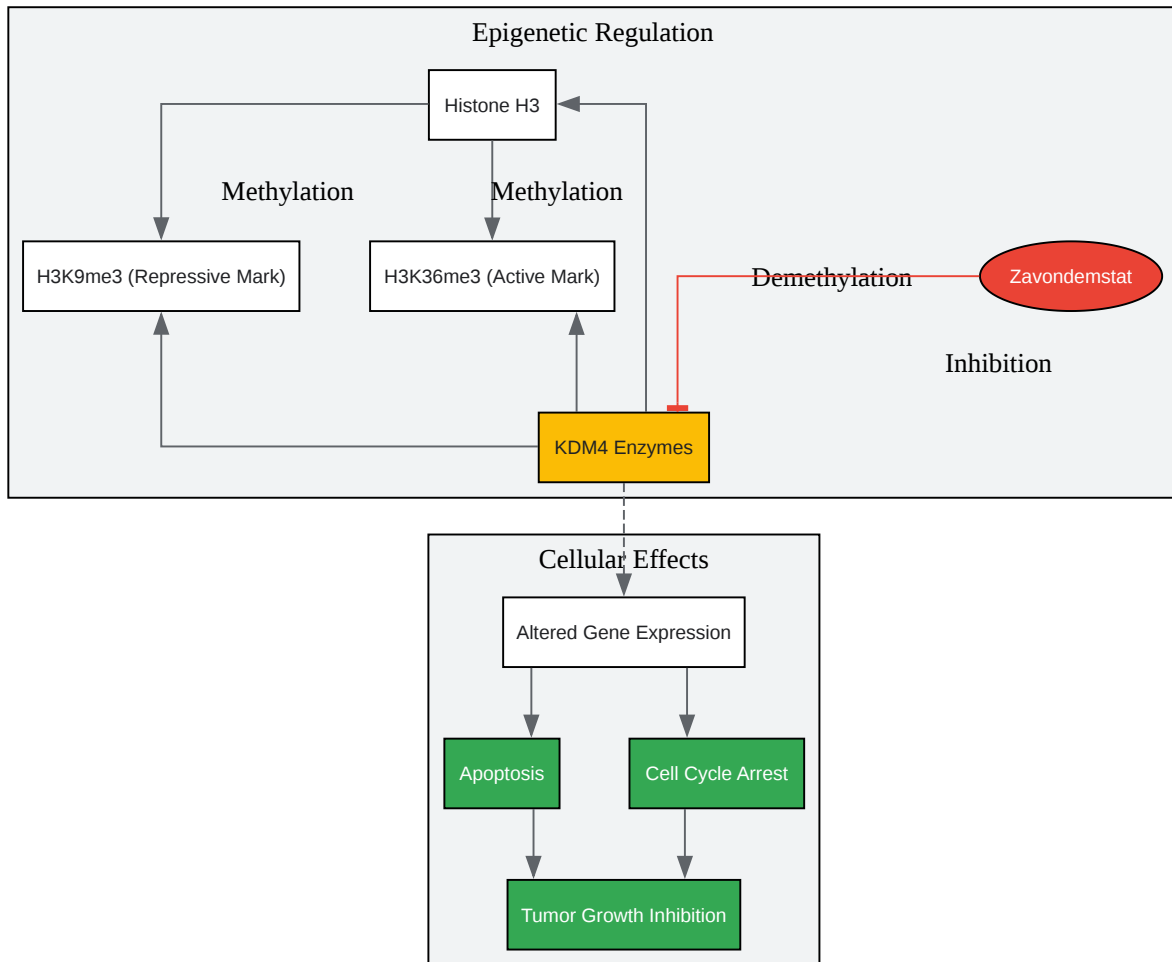 Epigenetic Regulation
Histone H3
Methylation
Methylation
H3K9me3 (Repressive Mark)
H3K36me3 (Active Mark)
Demethylation
Zavondemstat
Inhibition
KDM4 Enzymes
Cellular Effects
Altered Gene Expression
Apoptosis
Cell Cycle Arrest
Tumor Growth Inhibition